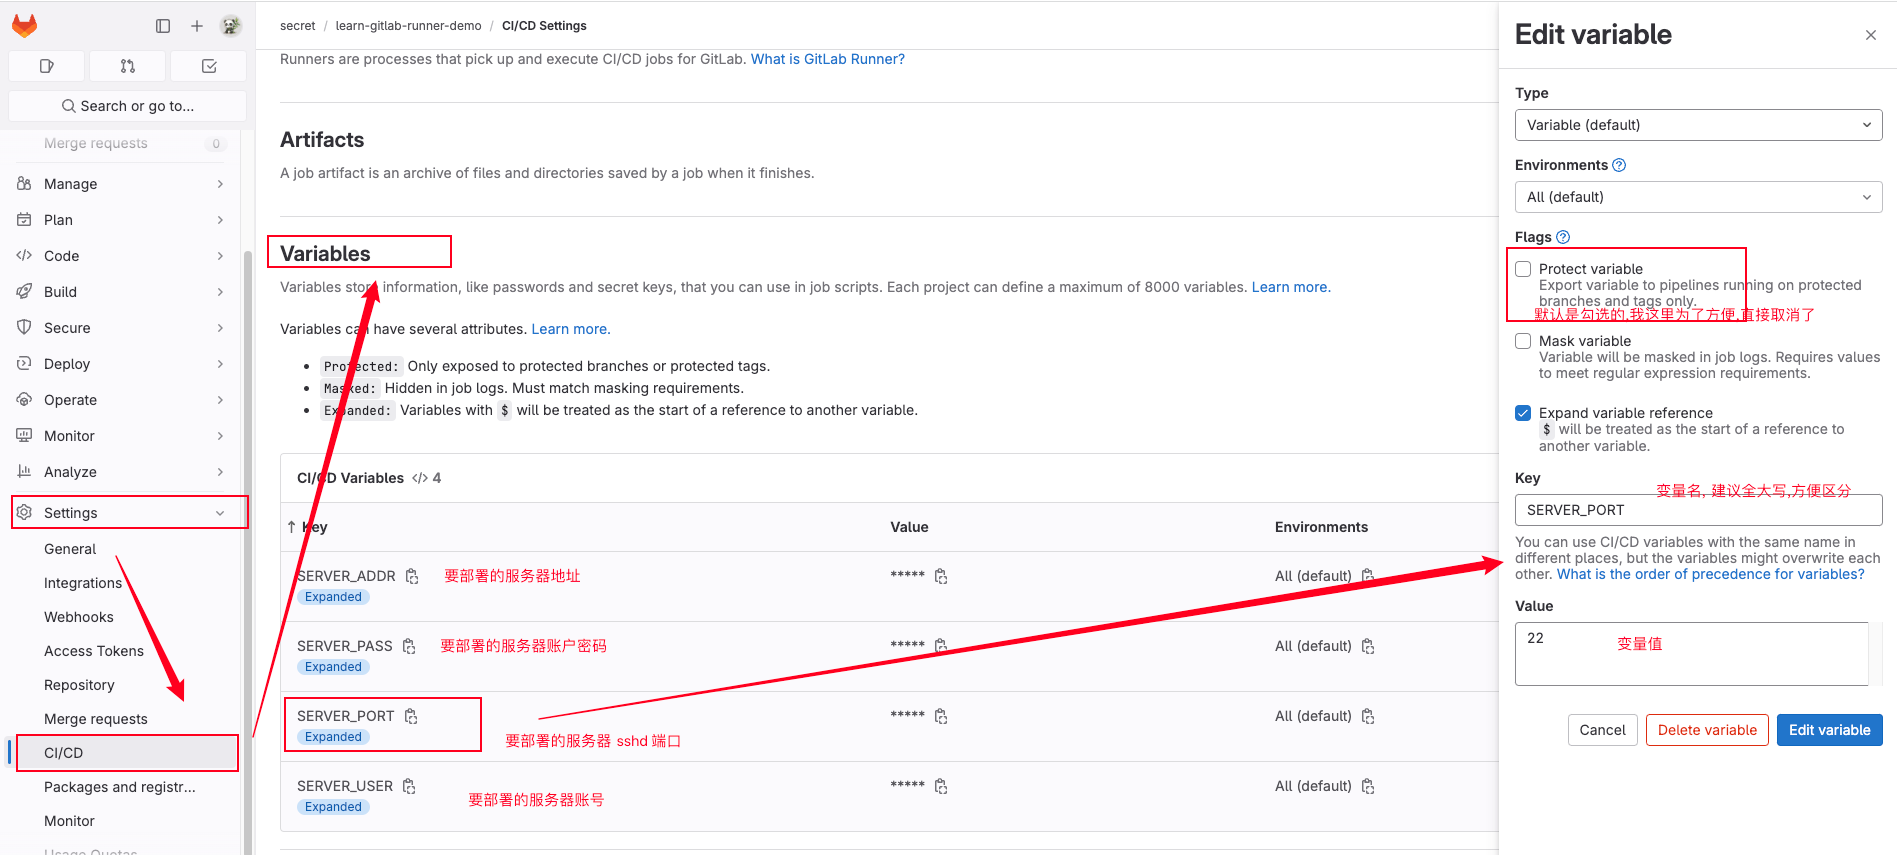 secret / learn-gitlab-runner-demo / CI/CD Settings
Search or go to...
Merge requests 0
Manage
Plan
Code
Build
Secure
Deploy
Operate
Monitor
Analyze
Settings
General
Integrations
Webhooks
Access Tokens
Repository
Merge requests
CI/CD
Packages and registr...
Monitor
Usage Quotas
Runners are processes that pick up and execute CI/CD jobs for GitLab. What is GitLab Runner?
Artifacts
A job artifact is an archive of files and directories saved by a job when it finishes.
Variables
Variables store information, like passwords and secret keys, that you can use in job scripts. Each project can define a maximum of 8000 variables. Learn more.
Variables can have several attributes. Learn more.
Protected: Only exposed to protected branches or protected tags.
Masked: Hidden in job logs. Must match masking requirements.
Expanded: Variables with $ will be treated as the start of a reference to another variable.
CI/CD Variables </> 4
↑ Key Value Environments
SERVER_ADDR 要部署的服务器地址 ***** All (default)
Expanded
SERVER_PASS 要部署的服务器账户密码 ***** All (default)
Expanded
SERVER_PORT ***** All (default)
Expanded 要部署的服务器 sshd 端口
SERVER_USER ***** All (default)
Expanded 要部署的服务器账号
Edit variable
Type
Variable (default)
Environments
All (default)
Flags
Protect variable
Export variable to pipelines running on protected
branches and tags only.
默认是勾选的,我这里为了方便,直接取消了
Mask variable
Variable will be masked in job logs. Requires values
to meet regular expression requirements.
Expand variable reference
$ will be treated as the start of a reference to
another variable.
Key
变量名, 建议全大写,方便区分
SERVER_PORT
You can use CI/CD variables with the same name in
different places, but the variables might overwrite each
other. What is the order of precedence for variables?
Value
22
变量值
Cancel Delete variable Edit variable